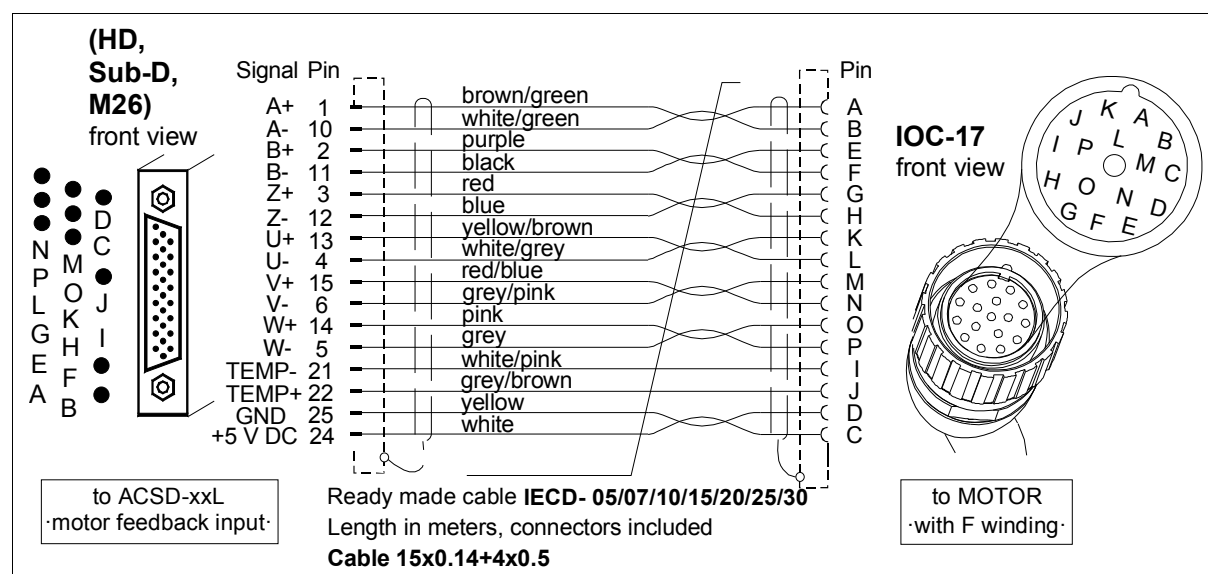 (HD,
Sub-D,
M26)
front view
Signal Pin
Pin
A+ 1 brown/green A
A- 10 white/green B
B+ 2 purple E
B- 11 black F
Z+ 3 red G
Z- 12 blue H
U+ 13 yellow/brown K
U- 4 white/grey L
V+ 15 red/blue M
V- 6 grey/pink N
W+ 14 pink O
W- 5 grey P
TEMP- 21 white/pink I
TEMP+ 22 grey/brown J
GND 25 yellow D
+5 V DC 24 white C
N P L G E A
M O K H F B
D C J I
IOC-17
front view
J K A B
I P L M C
H O N D
G F E
to ACSD-xxL
·motor feedback input·
Ready made cable IECD- 05/07/10/15/20/25/30
Length in meters, connectors included
Cable 15x0.14+4x0.5
to MOTOR
·with F winding·